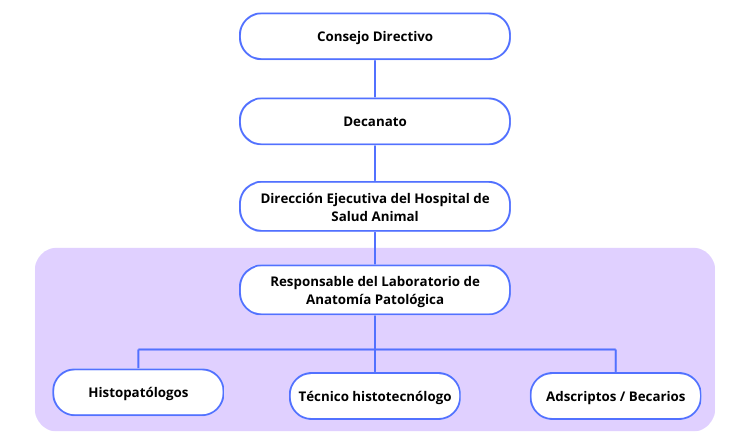 Consejo Directivo
Decanato
Dirección Ejecutiva del Hospital de
Salud Animal
Responsable del Laboratorio de
Anatomía Patológica
Histopatólogos
Técnico histotecnólogo
Adscriptos / Becarios